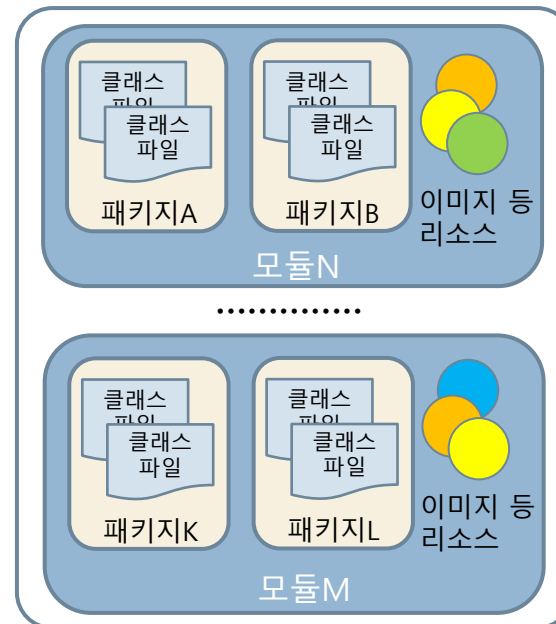 클래스
파일
클래스
파일
패키지A
클래스
파일
클래스
파일
패키지B
이미지 등
리소스
모듈N
..............
클래스
파일
클래스
파일
패키지K
클래스
파일
클래스
파일
패키지L
이미지 등
리소스
모듈M